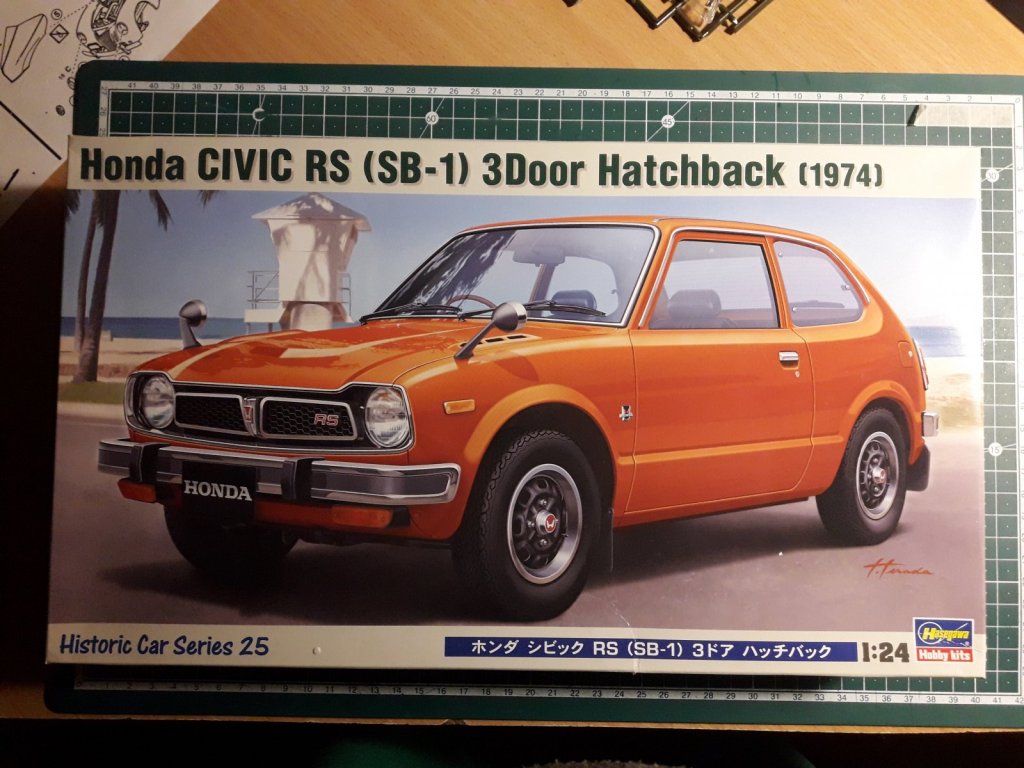 Honda CIVIC RS (SB-1) 3Door Hatchback (1974)
RS
HONDA
T.Terada
Historic Car Series 25
ホンダ シビック RS (SB-1) 3ドア ハッチバック
1:24
Hasegawa
Hobby kits